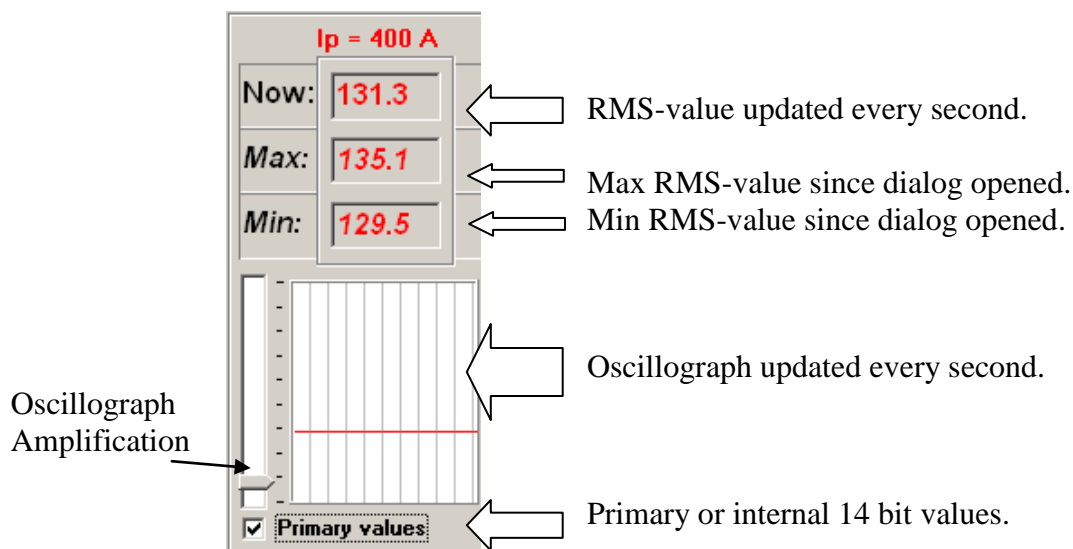 Ip = 400 A
Now: 131.3
RMS-value updated every second.
Max: 135.1
Max RMS-value since dialog opened.
Min: 129.5
Min RMS-value since dialog opened.
Oscillograph updated every second.
Oscillograph
Amplification
Primary values
Primary or internal 14 bit values.